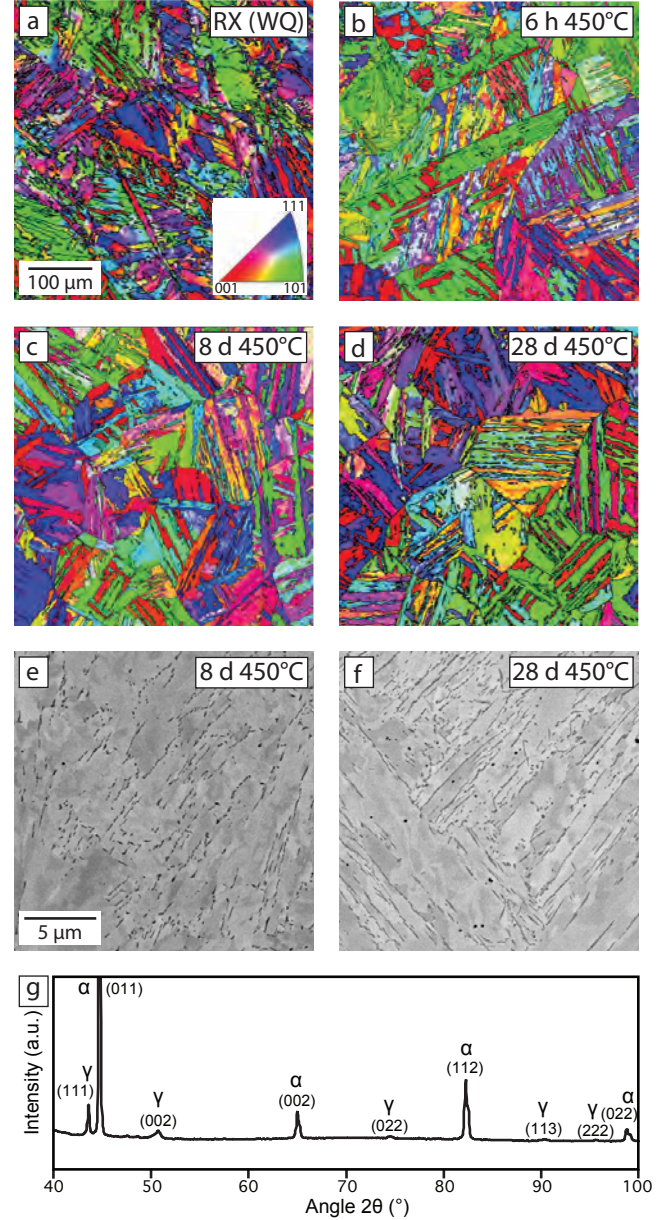 a
RX (WQ)
111
001
101
100 µm
b
6 h 450°C
c
8 d 450°C
d
28 d 450°C
e
8 d 450°C
5 µm
f
28 d 450°C
g
Intensity (a.u.)
γ
(111)
α
(011)
γ
(002)
α
(002)
γ
(022)
α
(112)
γ
(113)
γ
(222)
α
(022)
40
50
60
70
80
90
100
Angle 2θ (°)